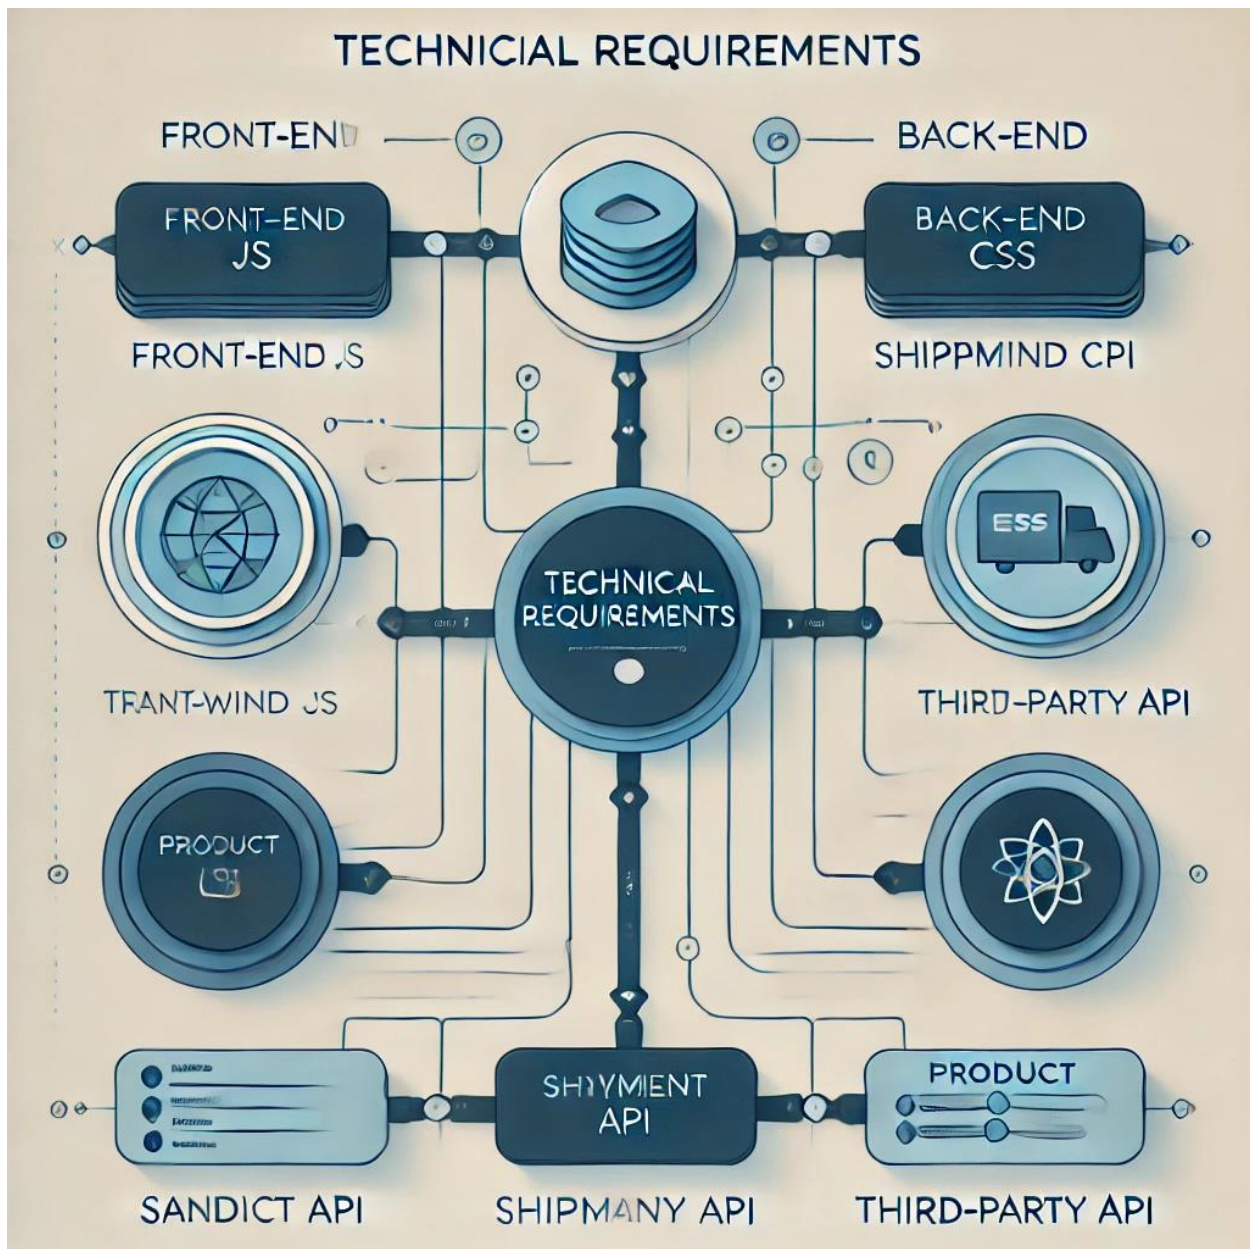 TECHNICIAL REQUIREMENTS
FRONT-END
BACK-END
FRONT-END
JS
BACK-END
CSS
FRONT-END JS
SHIPPMIND CPI
ESS
TECHNICAL
REQUIREMENTS
TRANT-WIND JS
THIRD-PARTY API
PRODUCT
PRODUCT
API
SANDICT API
SHIPMANY API
THIRD-PARTY API